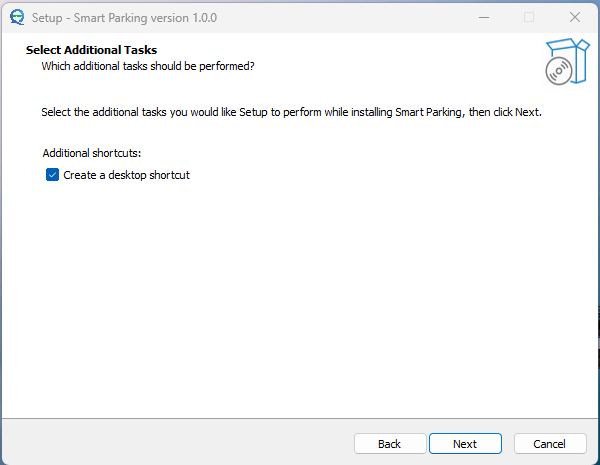 Setup - Smart Parking version 1.0.0
Select Additional Tasks
Which additional tasks should be performed?
Select the additional tasks you would like Setup to perform while installing Smart Parking, then click Next.
Additional shortcuts:
Create a desktop shortcut
Back Next Cancel